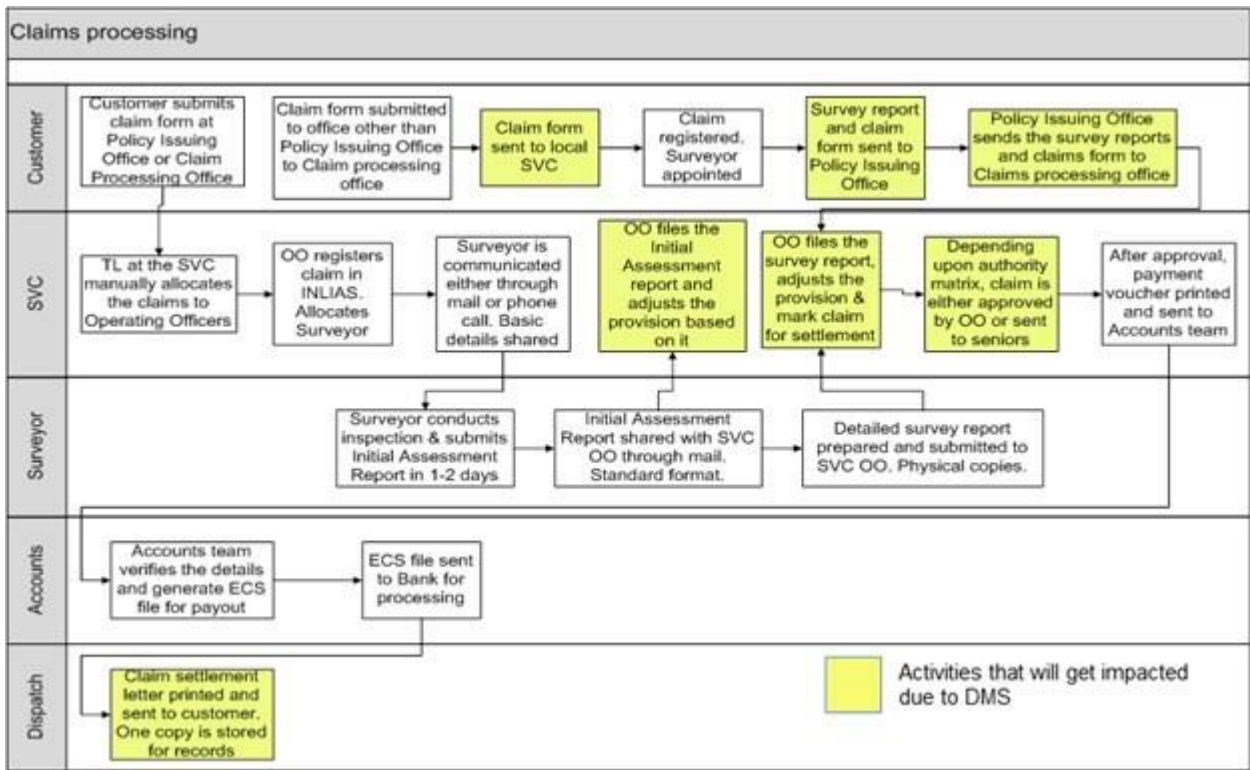 Claims processing
Customer
Customer submits
claim form at
Policy Issuing
Office or Claim
Processing Office
Claim form submitted
to office other than
Policy Issuing Office
to Claim processing
office
Claim form
sent to local
SVC
Claim
registered.
Surveyor
appointed
Survey report
and claim
form sent to
Policy Issuing
Office
Policy Issuing Office
sends the survey reports
and claims form to
Claims processing office
SVC
TL at the SVC
manually allocates
the claims to
Operating Officers
OO registers
claim in
INLIAS.
Allocates
Surveyor
Surveyor is
communicated
either through
mail or phone
call. Basic
details shared
OO files the
Initial
Assessment
report and
adjusts the
provision based
on it
OO files the
survey report,
adjusts the
provision &
mark claim for
settlement
Depending
upon authority
matrix, claim is
either approved
by OO or sent
to seniors
After approval,
payment
voucher printed
and sent to
Accounts team
Surveyor
Surveyor conducts
inspection & submits
Initial Assessment
Report in 1-2 days
Initial Assessment
Report shared with SVC
OO through mail.
Standard format.
Detailed survey report
prepared and submitted to
SVC OO. Physical copies.
Accounts
Accounts team
verifies the details
and generate ECS
file for payout
ECS file sent
to Bank for
processing
Dispatch
Claim settlement
letter printed and
sent to customer.
One copy is stored
for records
Activities that will get impacted
due to DMS